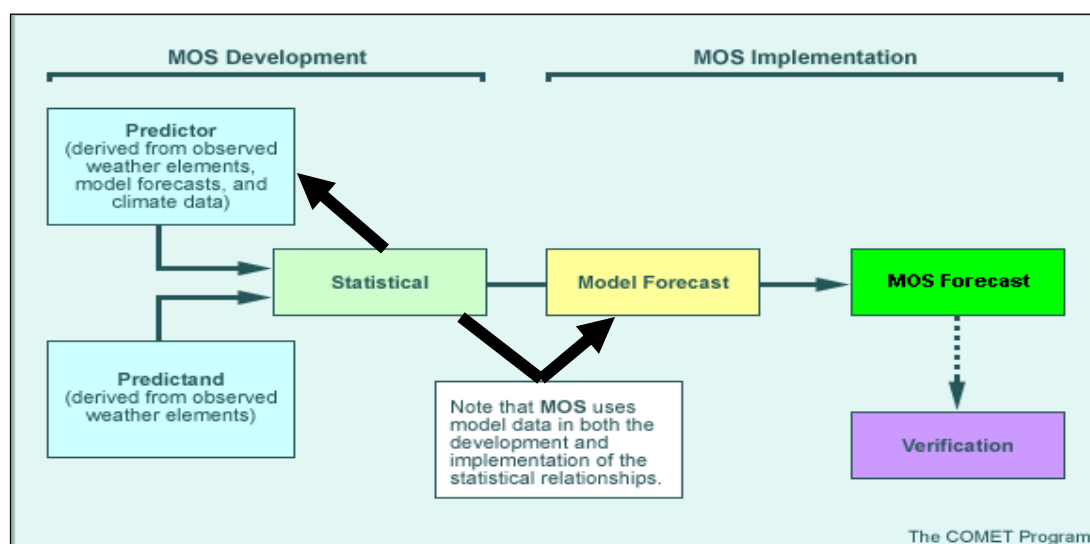 MOS Development
MOS Implementation
Predictor
(derived from observed
weather elements,
model forecasts, and
climate data)
Statistical
Model Forecast
MOS Forecast
Predictand
(derived from observed
weather elements)
Note that MOS uses
model data in both the
development and
implementation of the
statistical relationships.
Verification
The COMET Program